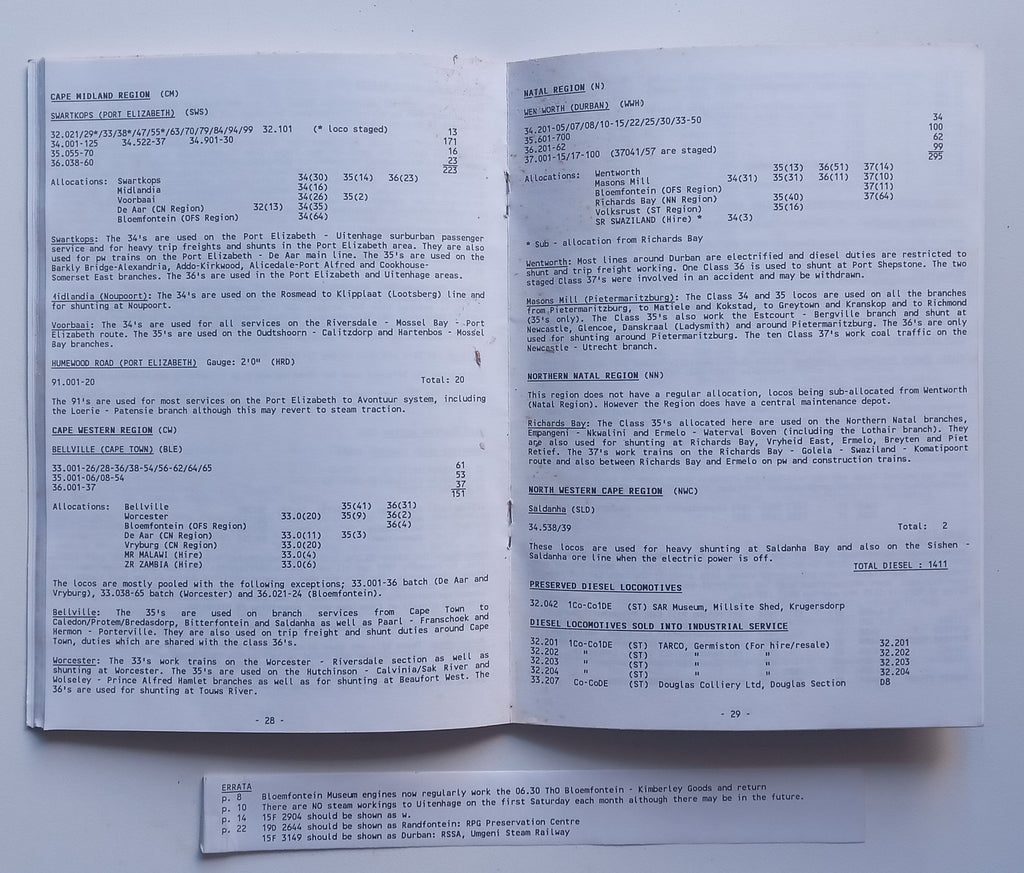 CAPE MIDLAND REGION (CM)
SWARTKOPS (PORT ELIZABETH) (SWS)
32.021/29*/33/38*/47/55*/63/70/79/84/94/99 32.101 (* loco staged) 13
34.001-125 34.522-37 34.901-30 171
35.055-70 16
36.038-60 23
223
Allocations: Swartkops 34(30) 35(14) 36(23)
Midlandia 34(16)
Voorbaai 34(26) 35(2)
De Aar (CN Region) 32(13) 34(35)
Bloemfontein (OFS Region) 34(64)
Swartkops: The 34's are used on the Port Elizabeth - Uitenhage surburban passenger
service and for heavy trip freights and shunts in the Port Elizabeth area. They are also
used for pw trains on the Port Elizabeth - De Aar main line. The 35's are used on the
Barkly Bridge-Alexandria, Addo-Kirkwood, Alicedale-Port Alfred and Cookhouse-
Somerset East branches. The 36's are used in the Port Elizabeth and Uitenhage areas.
Midlandia (Noupoort): The 34's are used on the Rosmead to Klipplaat (Lootsberg) line and
for shunting at Noupoort.
Voorbaai: The 34's are used for all services on the Riversdale - Mossel Bay - Port
Elizabeth route. The 35's are used on the Oudtshoorn - Calitzdorp and Hartenbos - Mossel
Bay branches.
HUMEWOOD ROAD (PORT ELIZABETH) Gauge: 2'0" (HRD)
91.001-20 Total: 20
The 91's are used for most services on the Port Elizabeth to Avontuur system, including
the Loerie - Patensie branch although this may revert to steam traction.
CAPE WESTERN REGION (CW)
BELLVILLE (CAPE TOWN) (BLE)
33.001-26/28-36/38-54/56-62/64/65 61
35.001-06/08-54 53
36.001-37 37
151
Allocations: Bellville 35(41) 36(31)
Worcester 33.0(20) 35(9) 36(2)
Bloemfontein (OFS Region) 36(4)
De Aar (CN Region) 33.0(11) 35(3)
Vryburg (CN Region) 33.0(20)
MR MALAWI (Hire) 33.0(4)
ZR ZAMBIA (Hire) 33.0(6)
The locos are mostly pooled with the following exceptions; 33.001-36 batch (De Aar and
Vryburg), 33.038-65 batch (Worcester) and 36.021-24 (Bloemfontein).
Bellville: The 35's are used on branch services from Cape Town to
Caledon/Protem/Bredasdorp, Bitterfontein and Saldanha as well as Paarl - Franschoek and
Hermon - Porterville. They are also used on trip freight and shunt duties around Cape
Town, duties which are shared with the class 36's.
Worcester: The 33's work trains on the Worcester - Riversdale section as well as
shunting at Worcester. The 35's are used on the Hutchinson - Calvinia/Sak River and
Wolseley - Prince Alfred Hamlet branches as well as for shunting at Beaufort West. The
36's are used for shunting at Touws River.
- 28 -
NATAL REGION (N)
WENTWORTH (DURBAN) (WWH)
34.201-05/07/08/10-15/22/25/30/33-50 34
35.601-700 100
36.201-62 62
37.001-15/17-100 (37041/57 are staged) 99
295
Allocations: Wentworth 35(13) 36(51) 37(14)
Masons Mill 34(31) 35(31) 36(11) 37(10)
Bloemfontein (OFS Region) 37(11)
Richards Bay (NN Region) 35(40) 37(64)
Volksrust (ST Region) 35(16)
SR SWAZILAND (Hire) * 34(3)
* Sub - allocation from Richards Bay
Wentworth: Most lines around Durban are electrified and diesel duties are restricted to
shunt and trip freight working. One Class 36 is used to shunt at Port Shepstone. The two
staged Class 37's were involved in an accident and may be withdrawn.
Masons Mill (Pietermaritzburg): The Class 34 and 35 locos are used on all the branches
from Pietermaritzburg, to Matiele and Kokstad, to Greytown and Kranskop and to Richmond
(35's only). The Class 35's also work the Estcourt - Bergville branch and shunt at
Newcastle, Glencoe, Danskraal (Ladysmith) and around Pietermaritzburg. The 36's are only
used for shunting around Pietermaritzburg. The ten Class 37's work coal traffic on the
Newcastle - Utrecht branch.
NORTHERN NATAL REGION (NN)
This region does not have a regular allocation, locos being sub-allocated from Wentworth
(Natal Region). However the Region does have a central maintenance depot.
Richards Bay: The Class 35's allocated here are used on the Northern Natal branches,
Empangeni - Nkwalini and Ermelo - Waterval Boven (including the Lothair branch). They
are also used for shunting at Richards Bay, Vryheid East, Ermelo, Breyten and Piet
Retief. The 37's work trains on the Richards Bay - Golela - Swaziland - Komatipoort
route and also between Richards Bay and Ermelo on pw and construction trains.
NORTH WESTERN CAPE REGION (NWC)
Saldanha (SLD)
34.538/39 Total: 2
These locos are used for heavy shunting at Saldanha Bay and also on the Sishen -
Saldanha ore line when the electric power is off.
TOTAL DIESEL : 1411
PRESERVED DIESEL LOCOMOTIVES
32.042 1Co-Co1DE (ST) SAR Museum, Millsite Shed, Krugersdorp
DIESEL LOCOMOTIVES SOLD INTO INDUSTRIAL SERVICE
32.201 1Co-Co1DE (ST) TARCO, Germiston (For hire/resale) 32.201
32.202 " (ST) " " 32.202
32.203 " (ST) " " 32.203
32.204 " (ST) " " 32.204
33.207 Co-CoDE (ST) Douglas Colliery Ltd, Douglas Section D8
- 29 -
ERRATA
p. 8 Bloemfontein Museum engines now regularly work the 06.30 ThO Bloemfontein - Kimberley Goods and return
p. 10 There are NO steam workings to Uitenhage on the first Saturday each month although there may be in the future.
p. 14 15F 2904 should be shown as w.
p. 22 19D 2644 should be shown as Randfontein: RPG Preservation Centre
15F 3149 should be shown as Durban: RSSA, Umgeni Steam Railway